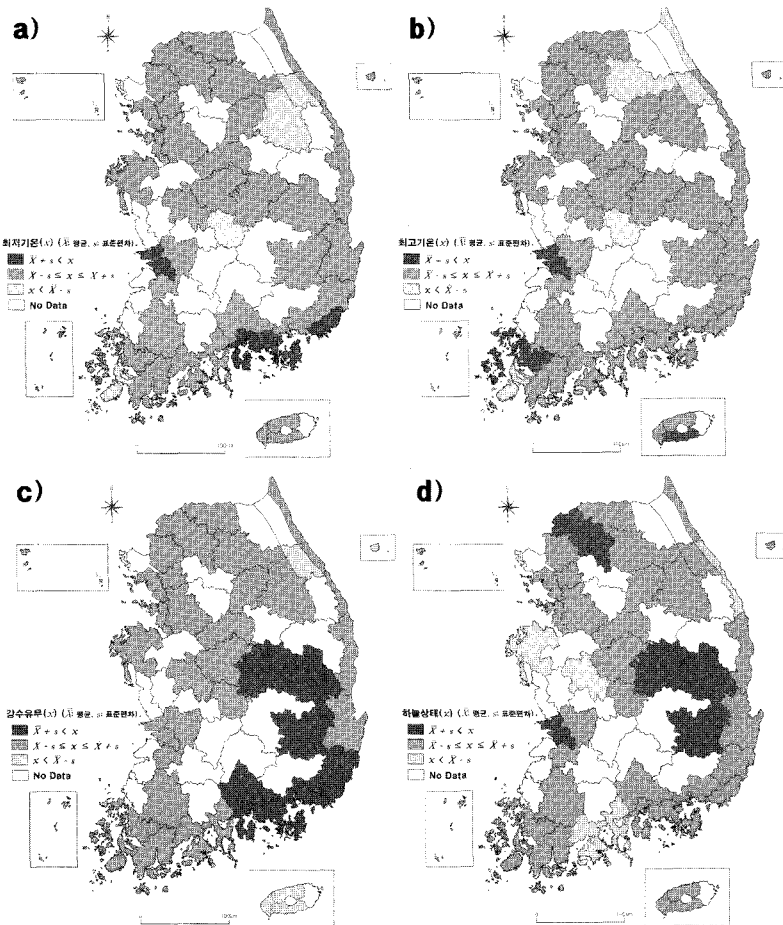 a)
N
최저기온(x) (X̄ 평균, s: 표준편차)
X̄ + s < x
X̄ - s ≤ x ≤ X̄ + s
x < X̄ - s
No Data
b)
최고기온(x) (X̄ 평균, s: 표준편차)
X̄ + s < x
X̄ - s ≤ x ≤ X̄ + s
x < X̄ - s
No Data
c)
강수유무(x) (X̄ 평균, s: 표준편차)
X̄ + s < x
X̄ - s ≤ x ≤ X̄ + s
x < X̄ - s
No Data
d)
하늘상태(x) (X̄ 평균, s: 표준편차)
X̄ + s < x
X̄ - s ≤ x ≤ X̄ + s
x < X̄ - s
No Data